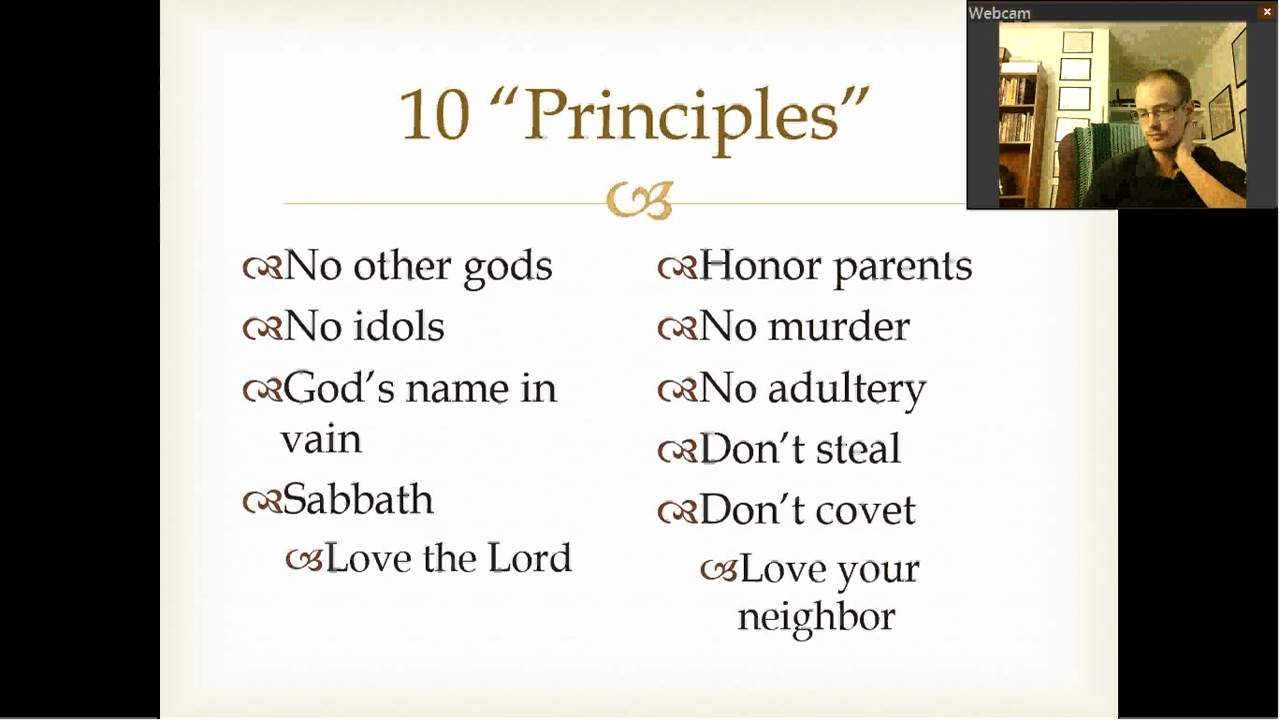 Webcam
10 “Principles”
No other gods
No idols
God’s name in
vain
Sabbath
Love the Lord
Honor parents
No murder
No adultery
Don’t steal
Don’t covet
Love your
neighbor